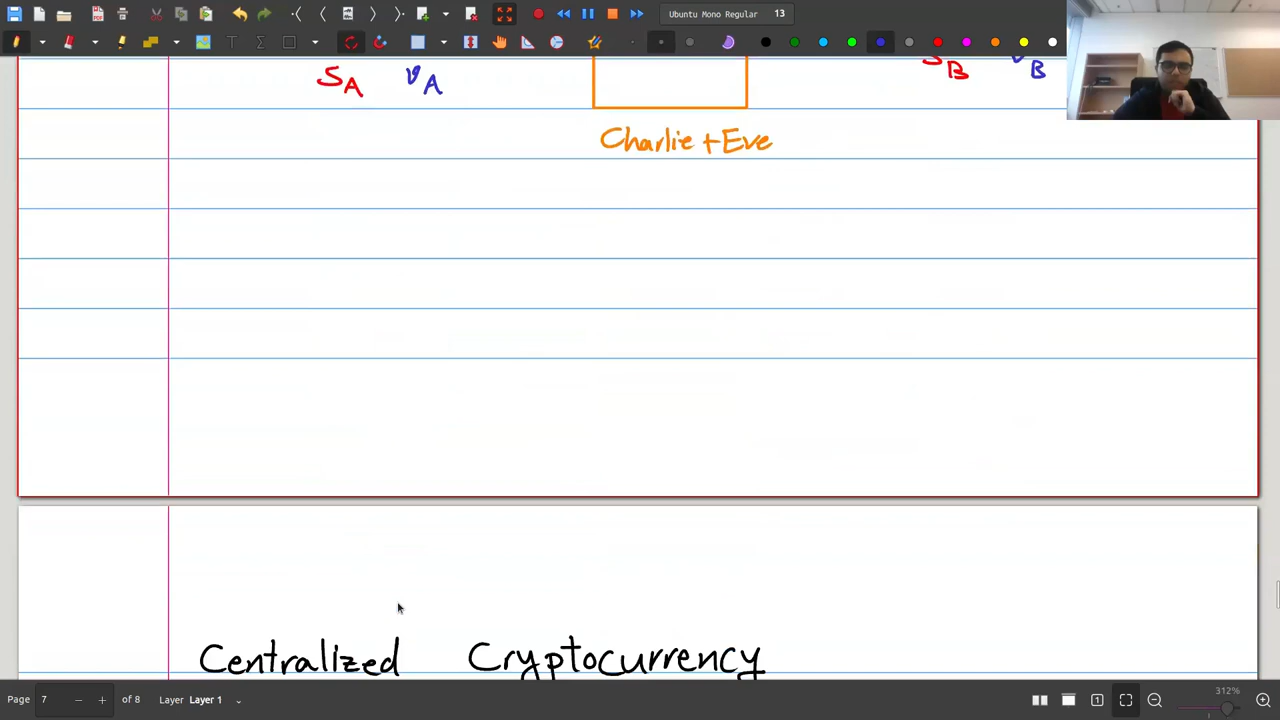 Ubuntu Mono Regular 13
S_A v_A
S_B v_B
Charlie + Eve
Centralized Cryptocurrency
Page 7 of 8 Layer Layer 1
312%